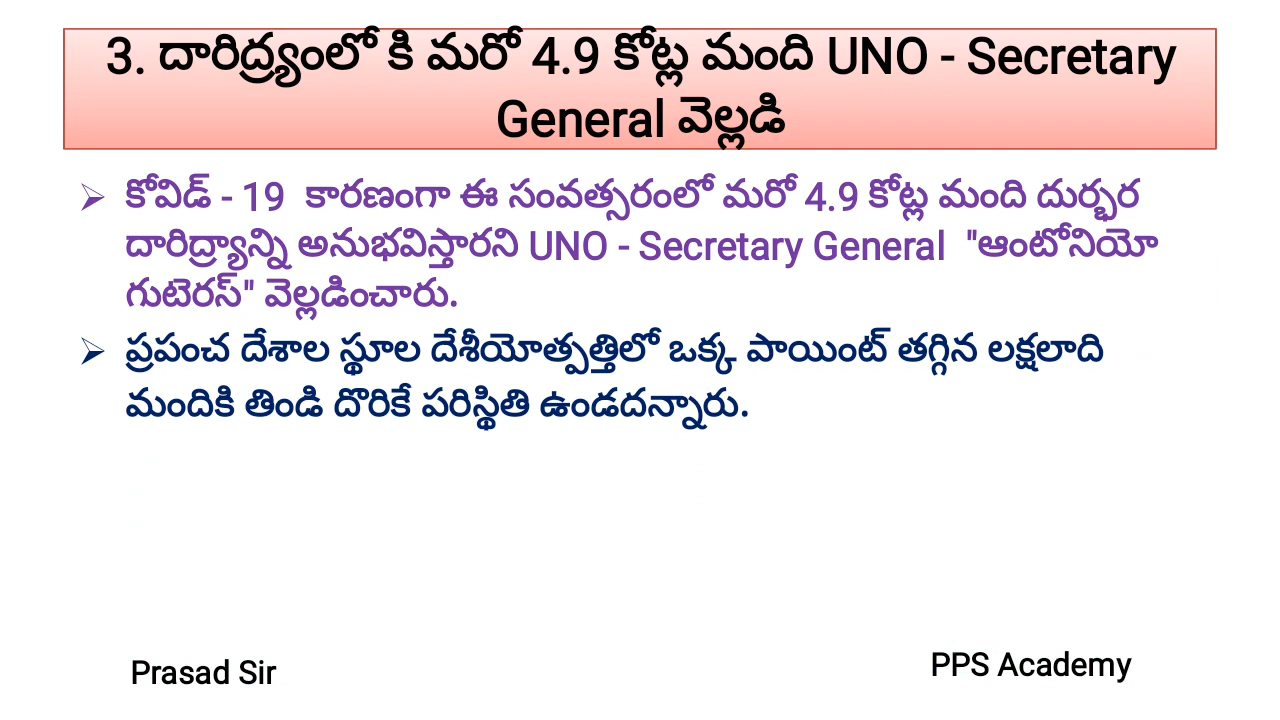 3. దారిద్ర్యంలో కి మరో 4.9 కోట్ల మంది UNO - Secretary
General వెల్లడి
➢ కోవిడ్ - 19 కారణంగా ఈ సంవత్సరంలో మరో 4.9 కోట్ల మంది దుర్భర
దారిద్ర్యాన్ని అనుభవిస్తారని UNO - Secretary General "ఆంటోనియో
గుటెరస్" వెల్లడించారు.
➢ ప్రపంచ దేశాల స్థూల దేశీయోత్పత్తిలో ఒక్క పాయింట్ తగ్గిన లక్షలాది
మందికి తిండి దొరికే పరిస్థితి ఉండదన్నారు.
Prasad Sir
PPS Academy